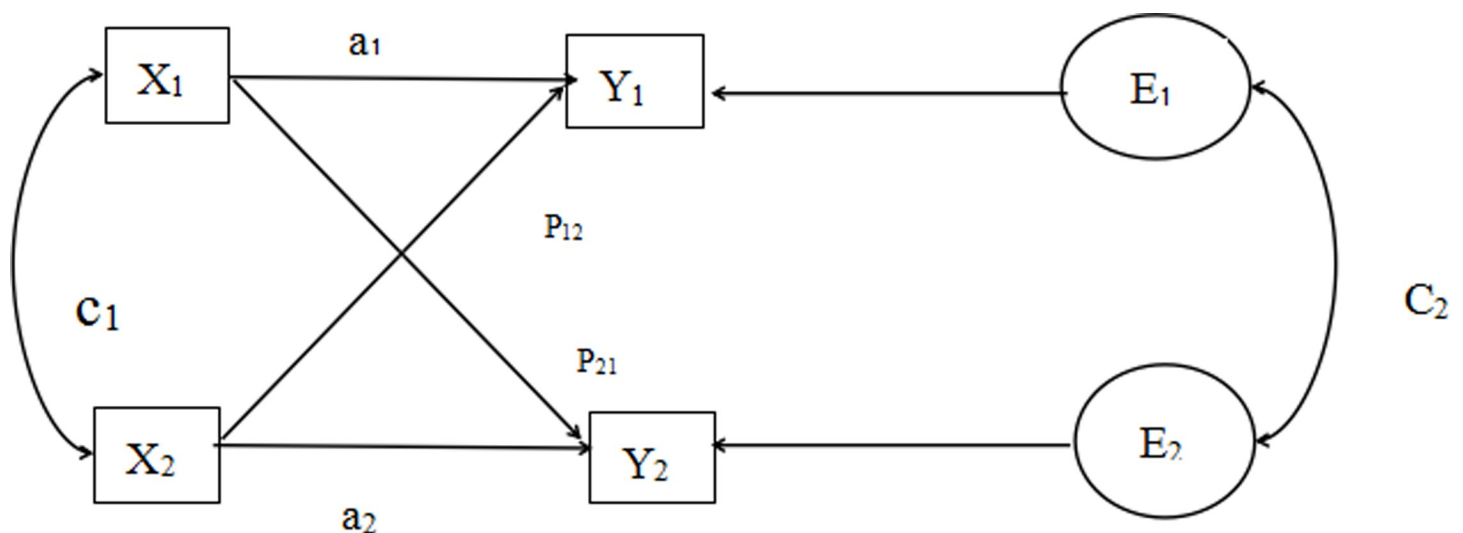 a₁
X₁
Y₁
E₁
P₁₂
c₁
C₂
P₂₁
X₂
Y₂
E₂
a₂